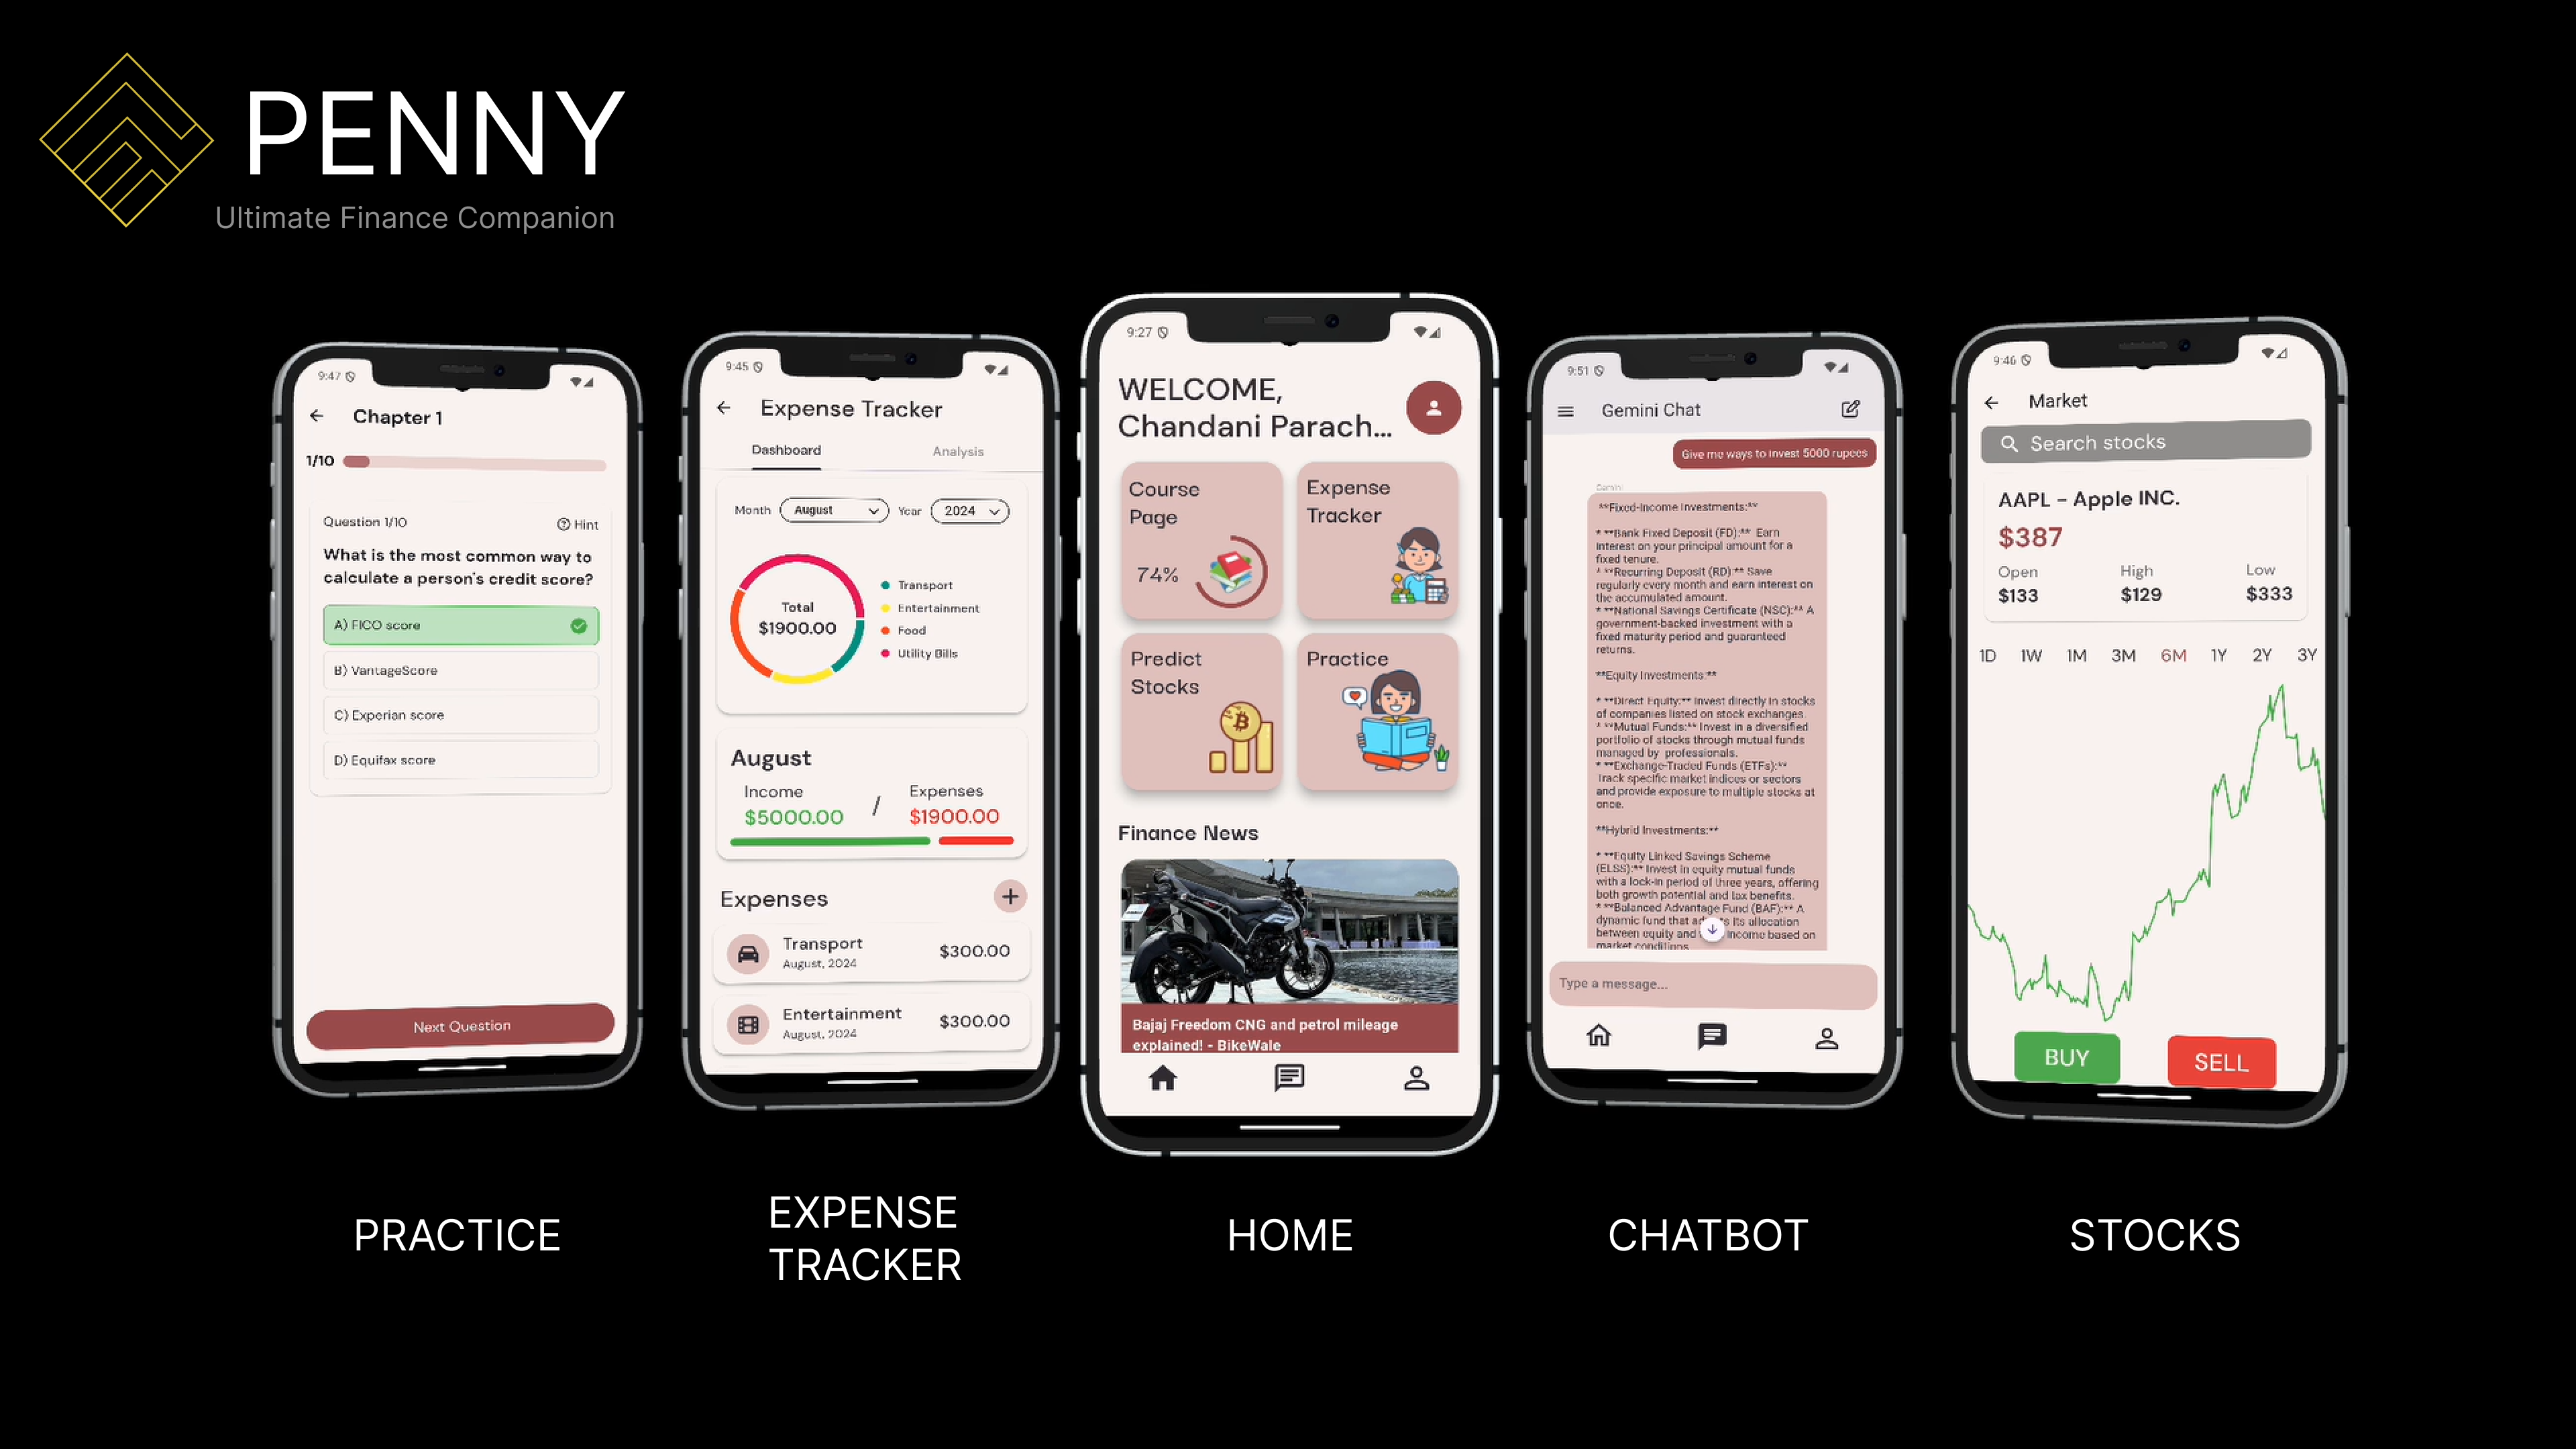 PENNY
Ultimate Finance Companion
9:47
Chapter 1
1/10
Question 1/10
Hint
What is the most common way to
calculate a person's credit score?
A) FICO score
B) VantageScore
C) Experian score
D) Equifax score
Next Question
PRACTICE
9:45
Expense Tracker
Dashboard
Analysis
Month
August
Year
2024
Total
$1900.00
Transport
Entertainment
Food
Utility Bills
August
Income
$5000.00
/
Expenses
$1900.00
Expenses
+
Transport
August, 2024
$300.00
Entertainment
August, 2024
$300.00
EXPENSE
TRACKER
9:27
WELCOME,
Chandani Parach...
Course
Page
74%
Expense
Tracker
Predict
Stocks
Practice
Finance News
Bajaj Freedom CNG and petrol mileage
explained! - BikeWale
HOME
9:51
Gemini Chat
Give me ways to invest 5000 rupees
Gemini
**Fixed-Income Investments:**
* **Bank Fixed Deposit (FD):** Earn
interest on your principal amount for a
fixed tenure.
* **Recurring Deposit (RD):** Save
regularly every month and earn interest on
the accumulated amount.
* **National Savings Certificate (NSC):** A
government-backed investment with a
fixed maturity period and guaranteed
returns.
**Equity Investments:**
* **Direct Equity:** Invest directly in stocks
of companies listed on stock exchanges.
* **Mutual Funds:** Invest in a diversified
portfolio of stocks through mutual funds
managed by professionals.
* **Exchange-Traded Funds (ETFs):**
Track specific market indices or sectors
and provide exposure to multiple stocks at
once.
**Hybrid Investments:**
* **Equity Linked Savings Scheme
(ELSS):** Invest in equity mutual funds
with a lock-in period of three years, offering
both growth potential and tax benefits.
* **Balanced Advantage Fund (BAF):** A
dynamic fund that its allocation
between equity and income based on
market conditions.
Type a message...
CHATBOT
9:46
Market
Search stocks
AAPL - Apple INC.
$387
Open
$133
High
$129
Low
$333
1D 1W 1M 3M 6M 1Y 2Y 3Y
BUY
SELL
STOCKS